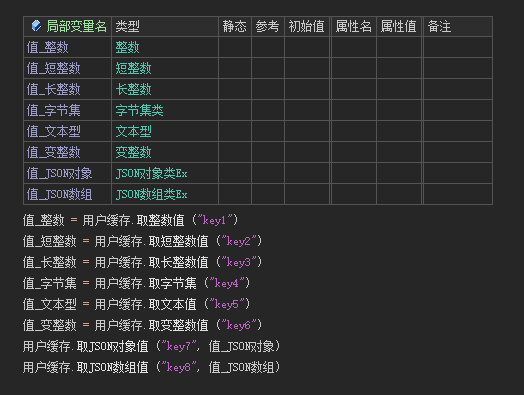 局部变量名 类型 静态 参考 初始值 属性名 属性值 备注
值_整数 整数
值_短整数 短整数
值_长整数 长整数
值_字节集 字节集类
值_文本型 文本型
值_变整数 变整数
值_JSON对象 JSON对象类Ex
值_JSON数组 JSON数组类Ex
值_整数 = 用户缓存.取整数值 ("key1")
值_短整数 = 用户缓存.取短整数值 ("key2")
值_长整数 = 用户缓存.取长整数值 ("key3")
值_字节集 = 用户缓存.取字节集 ("key4")
值_文本型 = 用户缓存.取文本值 ("key5")
值_变整数 = 用户缓存.取变整数值 ("key6")
用户缓存.取JSON对象值 ("key7", 值_JSON对象)
用户缓存.取JSON数组值 ("key8", 值_JSON数组)